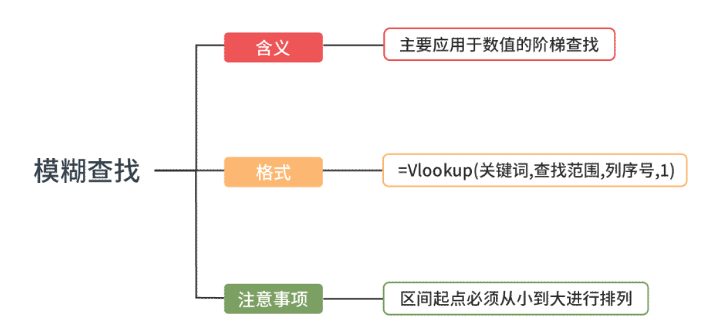 模糊查找
含义
主要应用于数值的阶梯查找
格式
=Vlookup(关键词,查找范围,列序号,1)
注意事项
区间起点必须从小到大进行排列